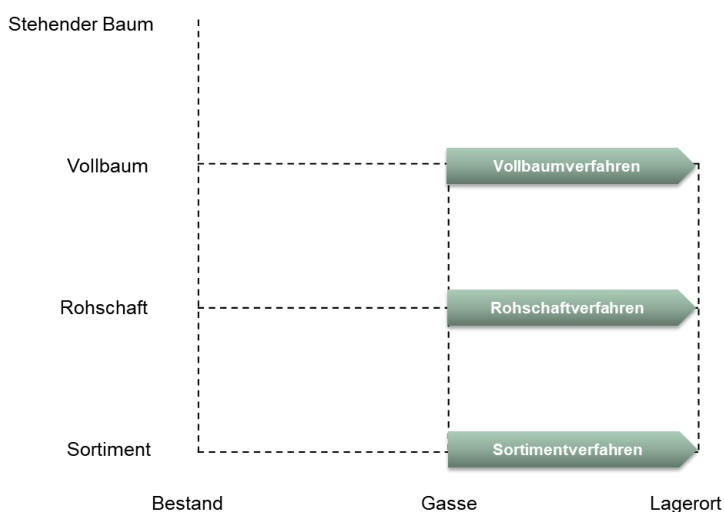 Stehender Baum
Vollbaum
Vollbaumverfahren
Rohschaft
Rohschaftverfahren
Sortiment
Sortimentverfahren
Bestand
Gasse
Lagerort